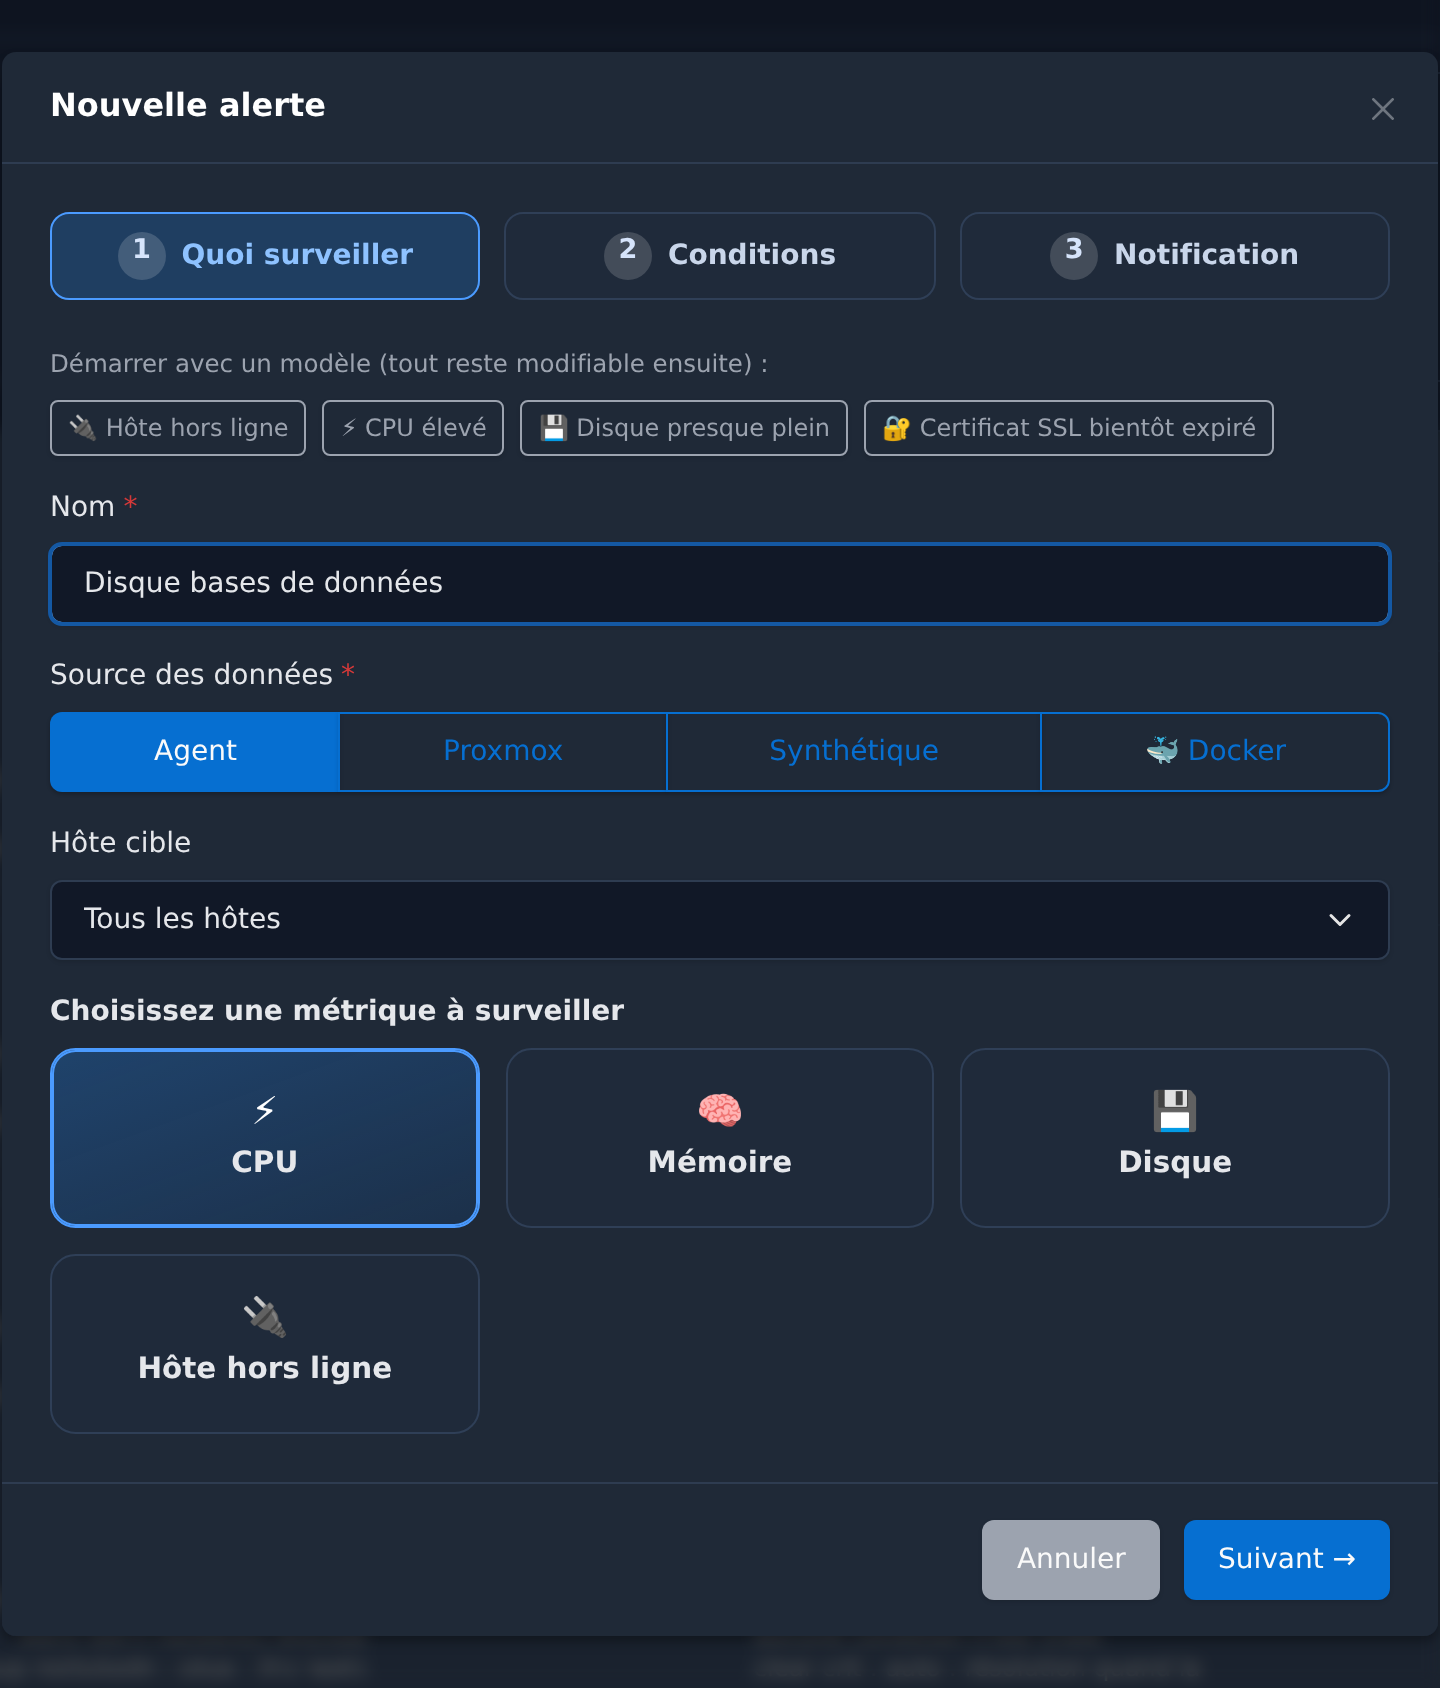 Nouvelle alerte
1 Quoi surveiller
2 Conditions
3 Notification
Démarrer avec un modèle (tout reste modifiable ensuite) :
🔌 Hôte hors ligne
⚡ CPU élevé
💾 Disque presque plein
🔐 Certificat SSL bientôt expiré
Nom *
Disque bases de données
Source des données *
Agent
Proxmox
Synthétique
🐳 Docker
Hôte cible
Tous les hôtes
Choisissez une métrique à surveiller
⚡
CPU
🧠
Mémoire
💾
Disque
🔌
Hôte hors ligne
Annuler
Suivant →